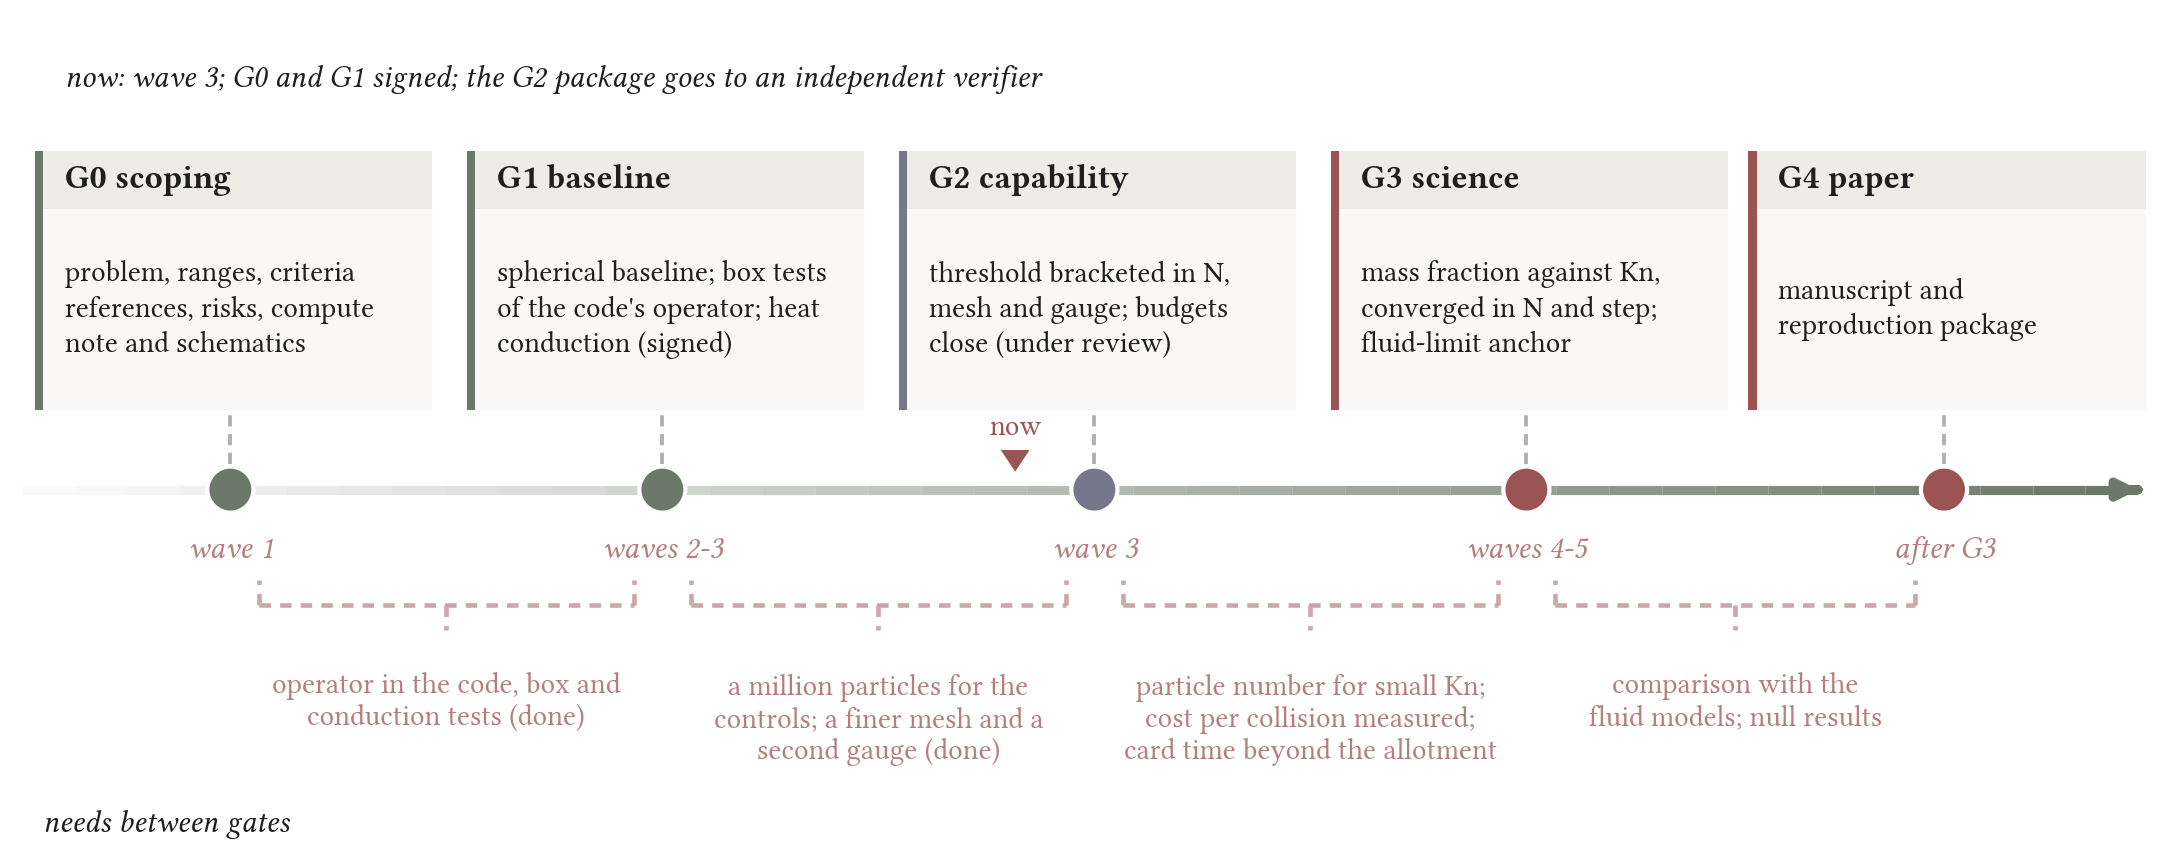 now: wave 3; G0 and G1 signed; the G2 package goes to an independent verifier
G0 scoping
problem, ranges, criteria
references, risks, compute
note and schematics
G1 baseline
spherical baseline; box tests
of the code's operator; heat
conduction (signed)
G2 capability
threshold bracketed in N,
mesh and gauge; budgets
close (under review)
G3 science
mass fraction against Kn,
converged in N and step;
fluid-limit anchor
G4 paper
manuscript and
reproduction package
now
wave 1
waves 2-3
wave 3
waves 4-5
after G3
operator in the code, box and
conduction tests (done)
a million particles for the
controls; a finer mesh and a
second gauge (done)
particle number for small Kn;
cost per collision measured;
card time beyond the allotment
comparison with the
fluid models; null results
needs between gates